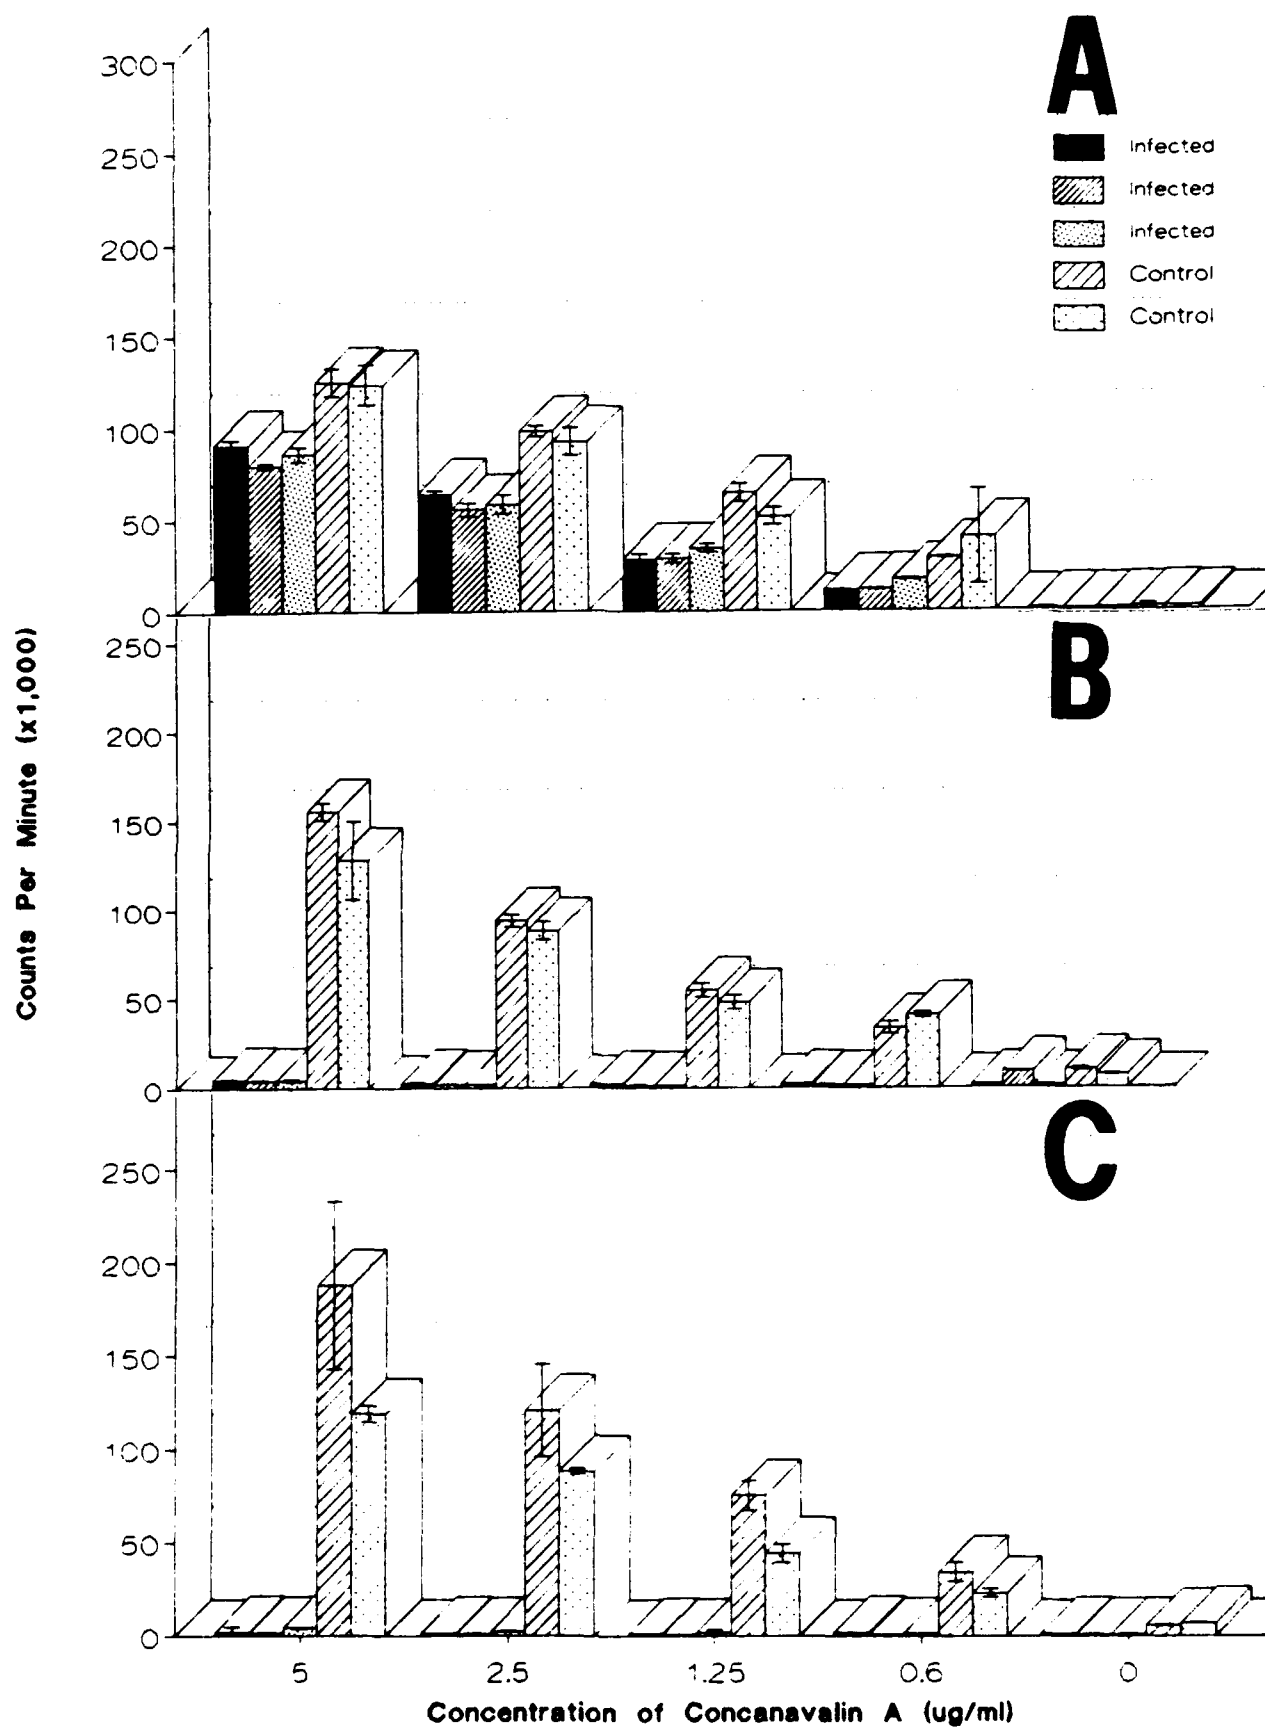 A
300
250
200
150
100
50
0
Infected
Infected
Infected
Control
Control
B
250
200
150
100
50
0
Counts Per Minute (x1,000)
C
250
200
150
100
50
0
5 2.5 1.25 0.6 0
Concentration of Concanavalin A (ug/ml)